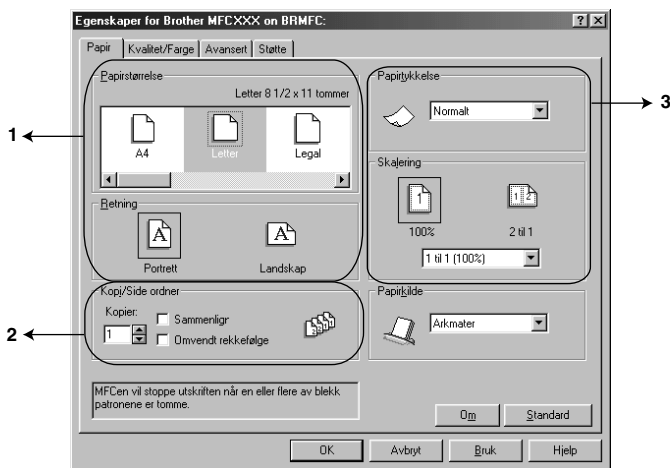 Egenskaper for Brother MFCXXX on BRMFC:
Papir
Kvalitet/Farge
Avansert
Støtte
Papirstørrelse
Letter 8 1/2 x 11 tommer
A4
Letter
Legal
Retning
Portrett
Landskap
Papirtykkelse
Normalt
Skalering
100%
2 til 1
1 til 1 (100%)
Kopi/Side ordner
Kopier:
1
Sammenligr
Omvendt rekkefølge
Papirkilde
Arkmater
MFCen vil stoppe utskriften når en eller flere av blekk
patronene er tomme.
Om
Standard
OK
Avbryt
Bruk
Hjelp
1
2
3